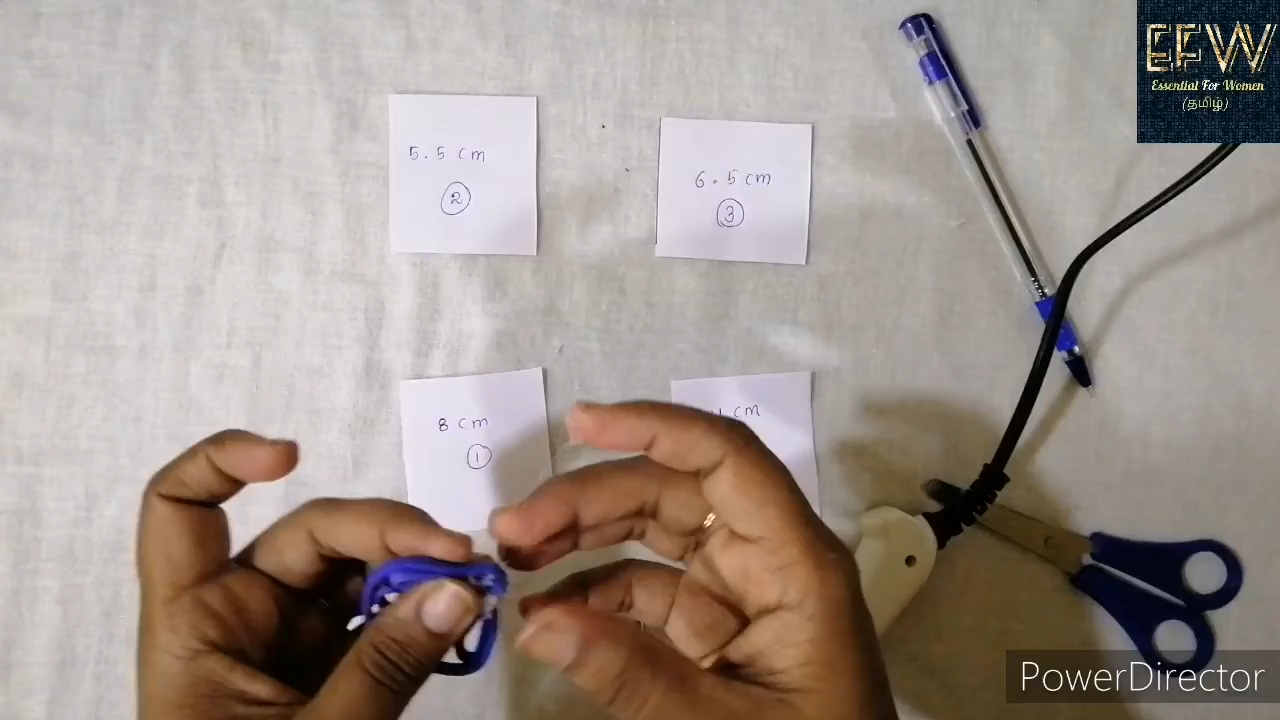 EFW
Essential For Women
(தமிழ்)
5.5 cm
2
6.5 cm
3
8 cm
1
cm
PowerDirector